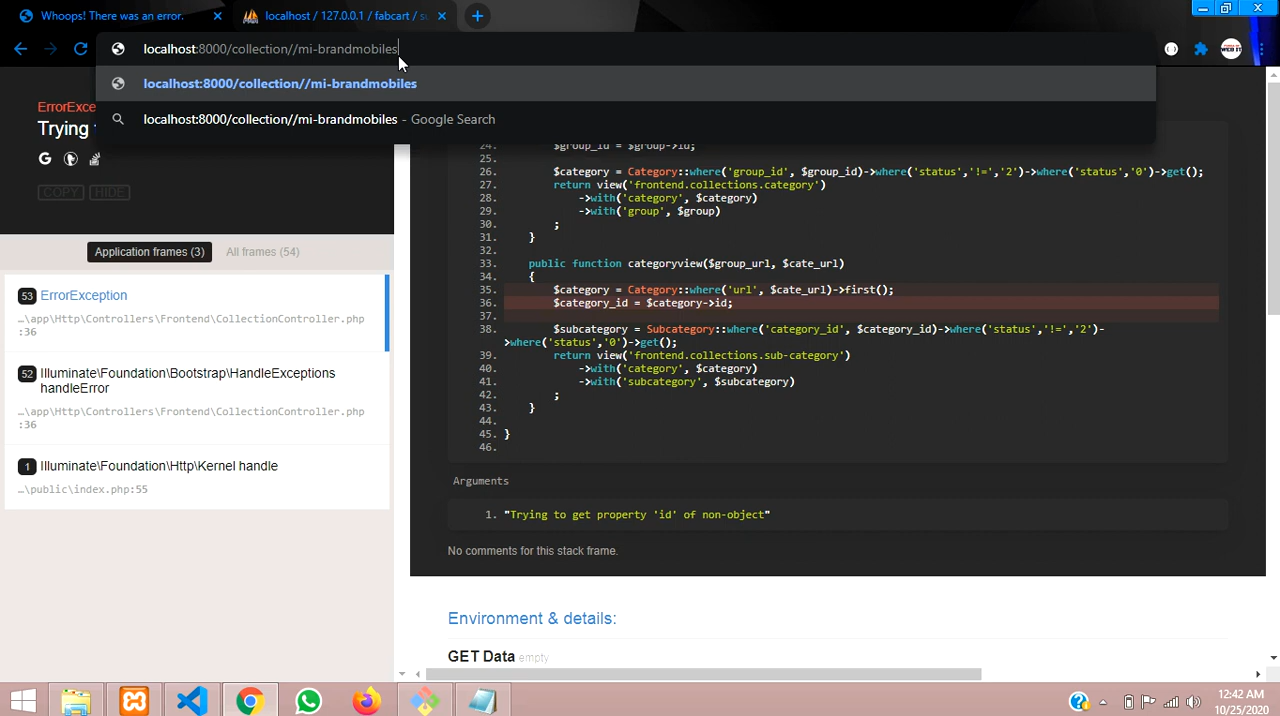 Whoops! There was an error.
localhost / 127.0.0.1 / fabcart / su
localhost:8000/collection//mi-brandmobiles
localhost:8000/collection//mi-brandmobiles
localhost:8000/collection//mi-brandmobiles - Google Search
ErrorExce
Trying
COPY HIDE
Application frames (3) All frames (54)
53 ErrorException
…\app\Http\Controllers\Frontend\CollectionController.php
:36
52 Illuminate\Foundation\Bootstrap\HandleExceptions
handleError
…\app\Http\Controllers\Frontend\CollectionController.php
:36
1 Illuminate\Foundation\Http\Kernel handle
…\public\index.php:55
24. $group_id = $group->id;
25.
26. $category = Category::where('group_id', $group_id)->where('status','!=','2')->where('status','0')->get();
27. return view('frontend.collections.category')
28. ->with('category', $category)
29. ->with('group', $group)
30. ;
31. }
32.
33. public function categoryview($group_url, $cate_url)
34. {
35. $category = Category::where('url', $cate_url)->first();
36. $category_id = $category->id;
37.
38. $subcategory = Subcategory::where('category_id', $category_id)->where('status','!=','2')-
>where('status','0')->get();
39. return view('frontend.collections.sub-category')
40. ->with('category', $category)
41. ->with('subcategory', $subcategory)
42. ;
43. }
44.
45. }
46.
Arguments
1. "Trying to get property 'id' of non-object"
No comments for this stack frame.
Environment & details:
GET Data empty
12:42 AM
10/25/2020